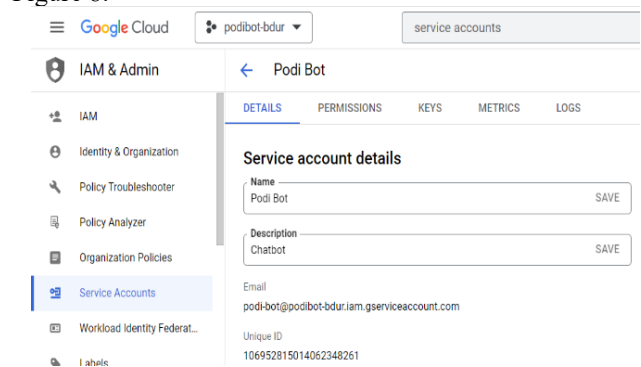 Google Cloud
podibot-bdur
service accounts
IAM & Admin
Podi Bot
DETAILS PERMISSIONS KEYS METRICS LOGS
IAM
Identity & Organization
Policy Troubleshooter
Policy Analyzer
Organization Policies
Service Accounts
Workload Identity Federat...
Labels
Service account details
Name
Podi Bot SAVE
Description
Chatbot SAVE
Email
podi-bot@podibot-bdur.iam.gserviceaccount.com
Unique ID
106952815014062348261